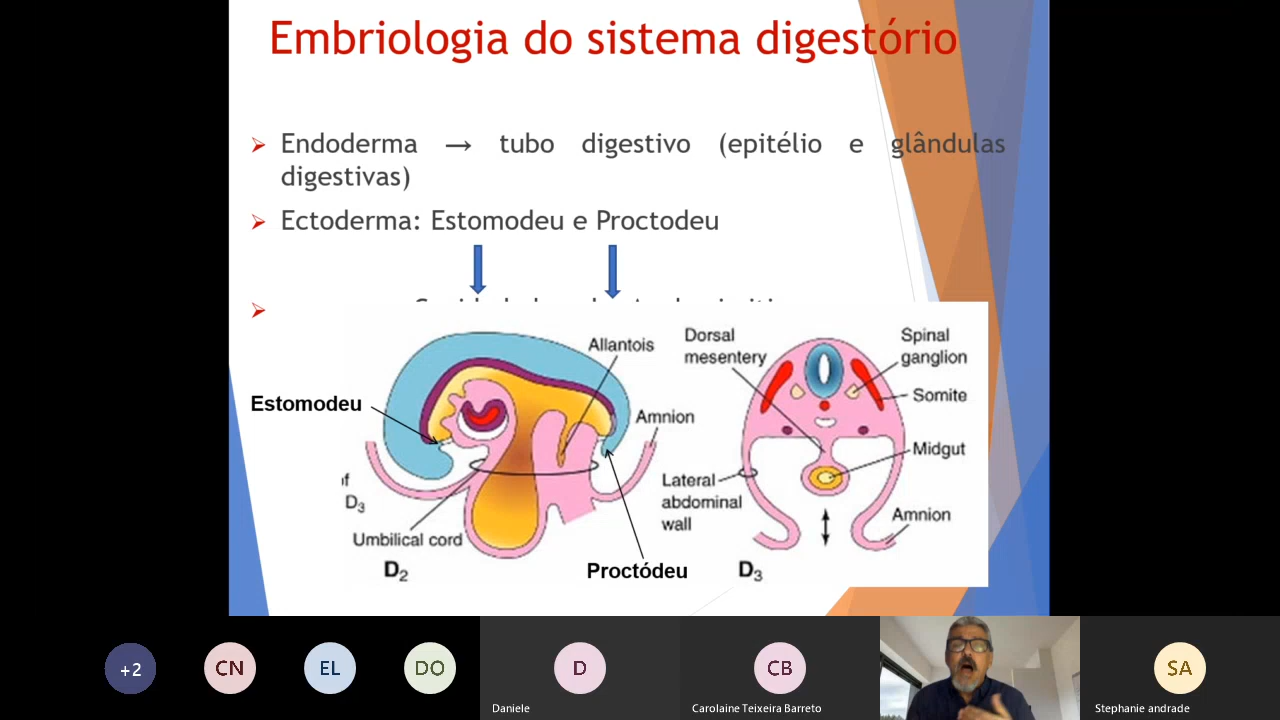 Embriologia do sistema digestório
Endoderma → tubo digestivo (epitélio e glândulas
digestivas)
Ectoderma: Estomodeu e Proctodeu
Allantois
Dorsal
mesentery
Spinal
ganglion
Estomodeu
Somite
Amnion
Midgut
Lateral
abdominal
wall
D3
Amnion
Umbilical cord
D2
Proctódeu
D3
+2
CN
EL
DO
D
CB
SA
Daniele
Carolaine Teixeira Barreto
Stephanie andrade